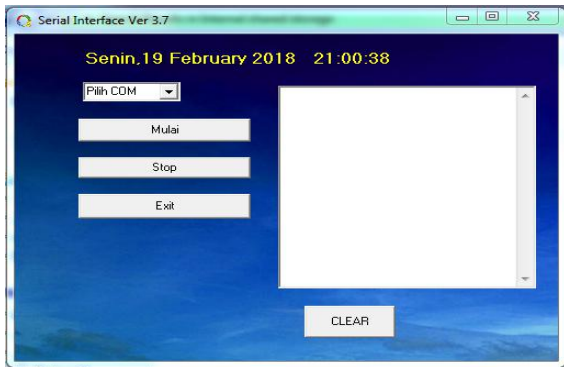 Serial Interface Ver 3.7
Senin,19 February 2018 21:00:38
Pilih COM
Mulai
Stop
Exit
CLEAR